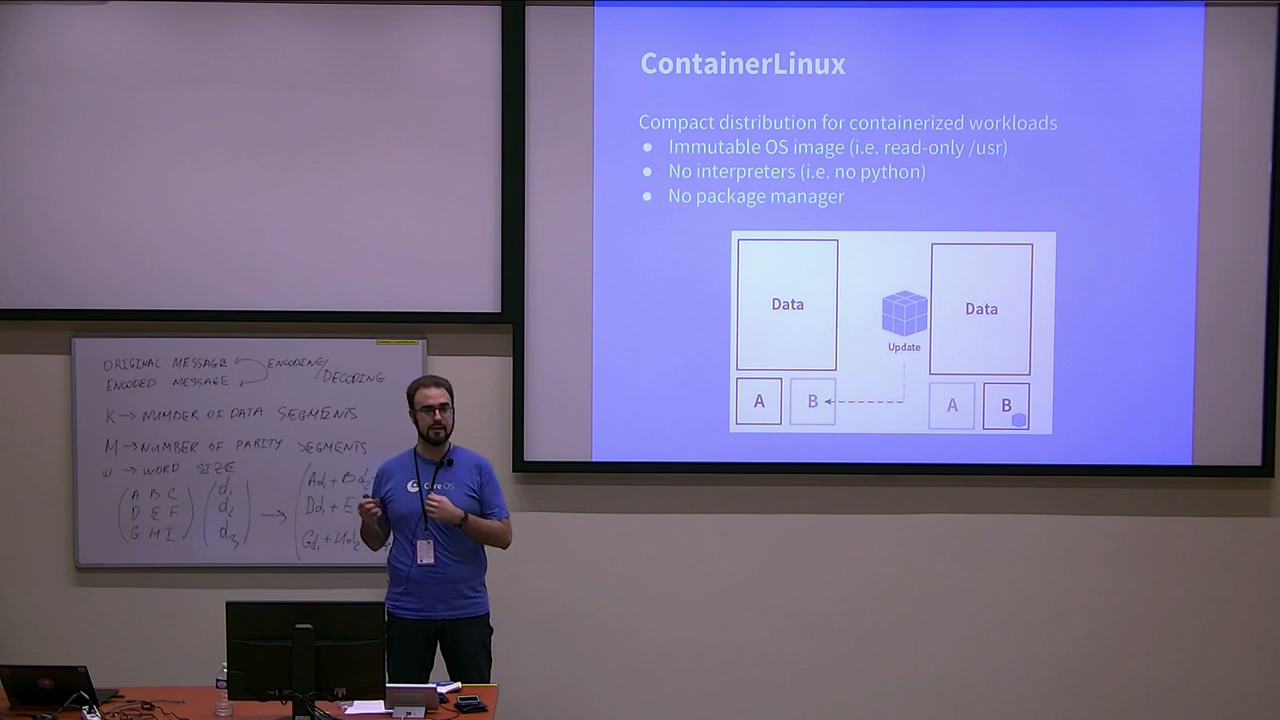 ContainerLinux
Compact distribution for containerized workloads
● Immutable OS image (i.e. read-only /usr)
● No interpreters (i.e. no python)
● No package manager
Data
Data
Update
A
B
A
B
ORIGINAL MESSAGE
ENCODING/
ENCODED MESSAGE
DECODING
K → NUMBER OF DATA SEGMENTS
M → NUMBER OF PARITY SEGMENTS
W → WORD SIZE
A B C
D E F
G H I
d1
d2
d3
→
Ad1 + Bd2
Dd1 + E
Gd1 + Hd2
Core OS